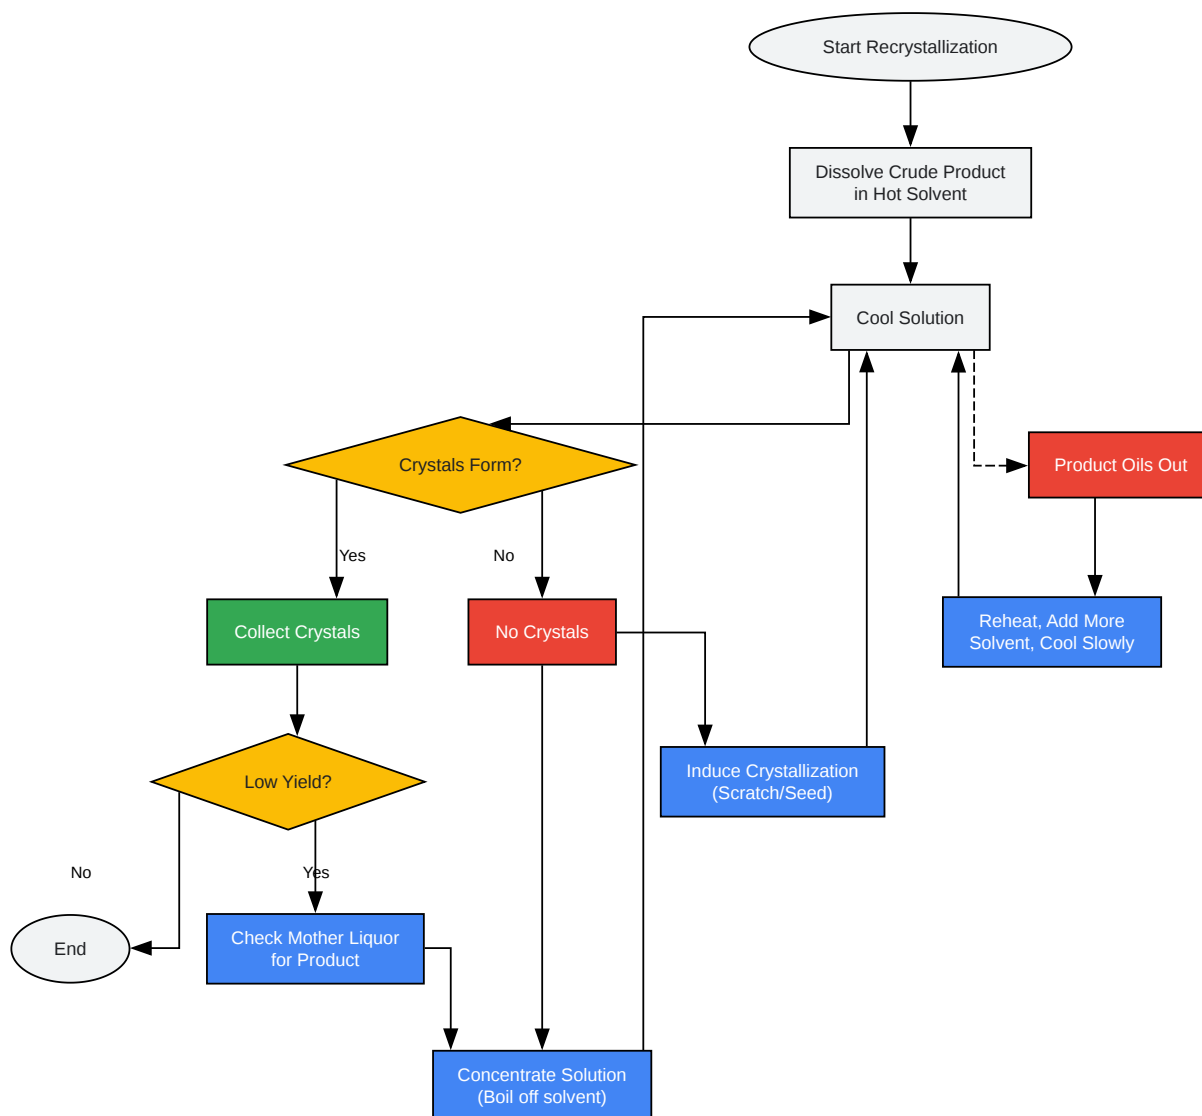 Start Recrystallization
Dissolve Crude Product
in Hot Solvent
Cool Solution
Crystals Form?
Product Oils Out
Yes
No
Collect Crystals
No Crystals
Reheat, Add More
Solvent, Cool Slowly
Low Yield?
Induce Crystallization
(Scratch/Seed)
No
Yes
End
Check Mother Liquor
for Product
Concentrate Solution
(Boil off solvent)